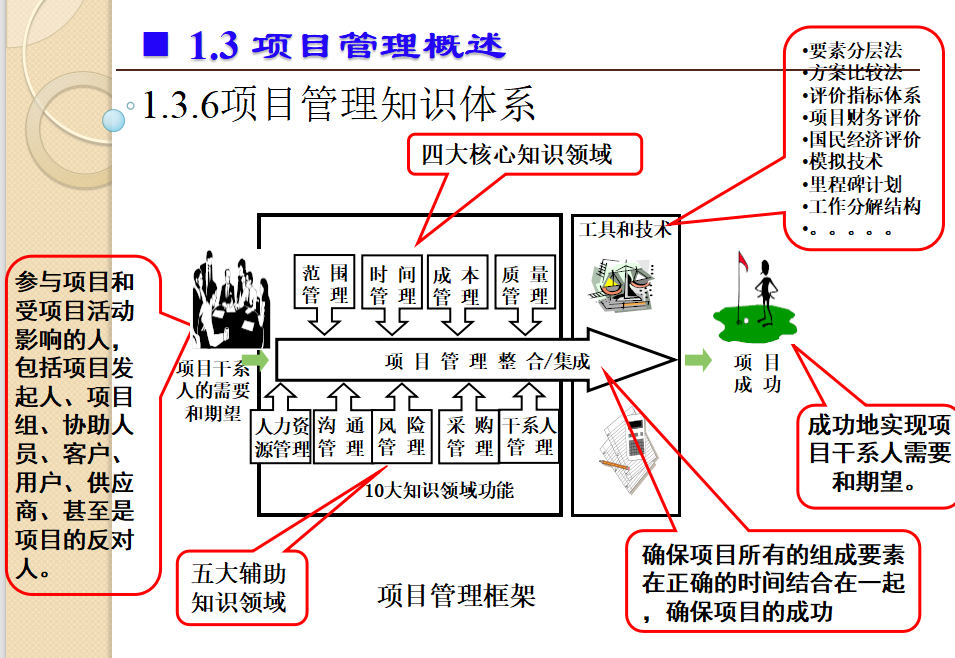 1.3 项目管理概述
1.3.6项目管理知识体系
•要素分层法
•方案比较法
•评价指标体系
•项目财务评价
•国民经济评价
•模拟技术
•里程碑计划
•工作分解结构
•。。。。。
四大核心知识领域
工具和技术
参与项目和
受项目活动
影响的人，
包括项目发
起人、项目
组、协助人
员、客户、
用户、供应
商、甚至是
项目的反对
人。
范 围
管 理
时 间
管 理
成 本
管 理
质 量
管 理
项目干系
人的需要
和期望
项 目 管 理 整 合/集成
项 目
成 功
人力资
源管理
沟 通
管 理
风 险
管 理
采 购
管 理
干系人
管 理
10大知识领域功能
成功地实现项
目干系人需要
和期望。
五大辅助
知识领域
项目管理框架
确保项目所有的组成要素
在正确的时间结合在一起
，确保项目的成功